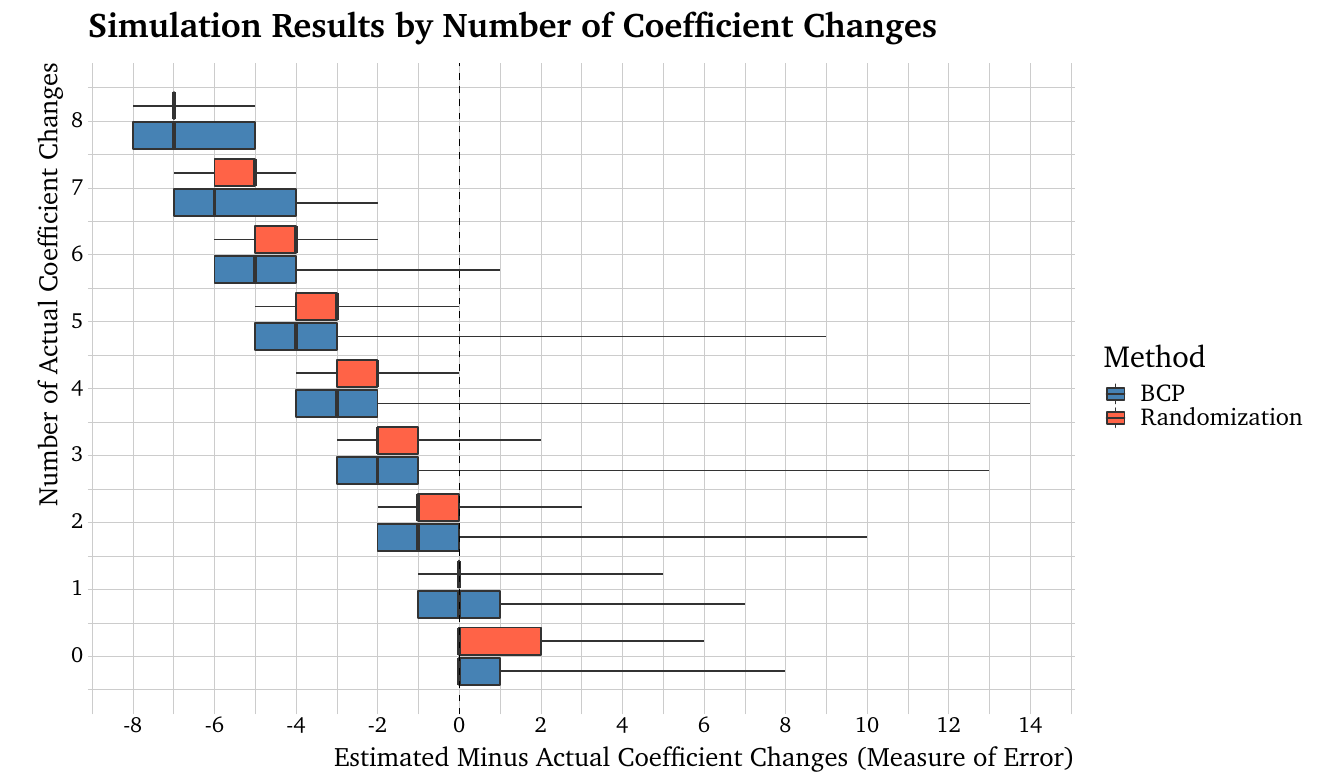 Simulation Results by Number of Coefficient Changes
Number of Actual Coefficient Changes
8
7
6
5
4
3
2
1
0
-8 -6 -4 -2 0 2 4 6 8 10 12 14
Estimated Minus Actual Coefficient Changes (Measure of Error)
Method
BCP
Randomization